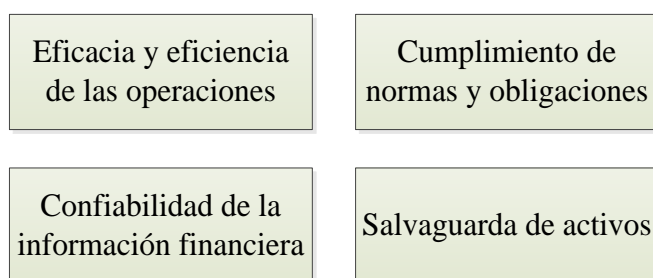 Eficacia y eficiencia
de las operaciones
Cumplimiento de
normas y obligaciones
Confiabilidad de la
información financiera
Salvaguarda de activos